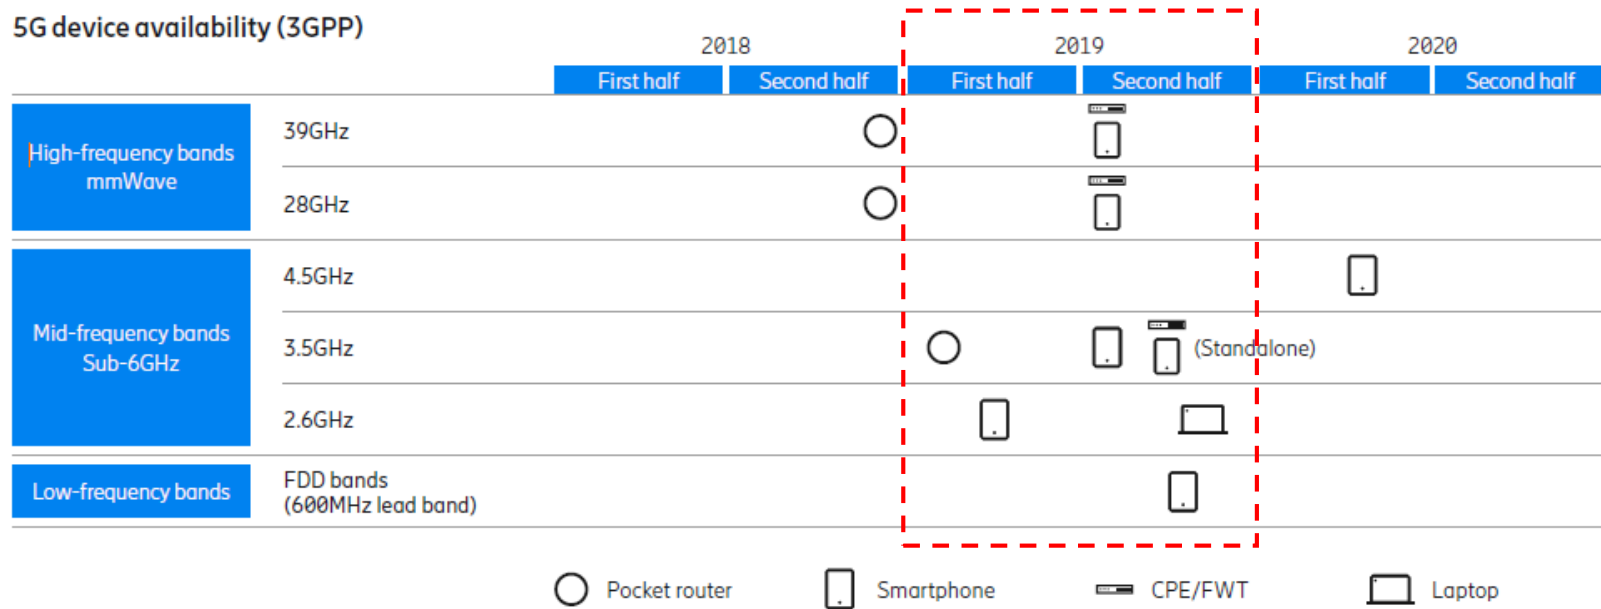 5G device availability (3GPP)
2018
2019
2020
First half
Second half
First half
Second half
First half
Second half
High-frequency bands
mmWave
39GHz
28GHz
Mid-frequency bands
Sub-6GHz
4.5GHz
3.5GHz
(Standalone)
2.6GHz
Low-frequency bands
FDD bands
(600MHz lead band)
Pocket router
Smartphone
CPE/FWT
Laptop